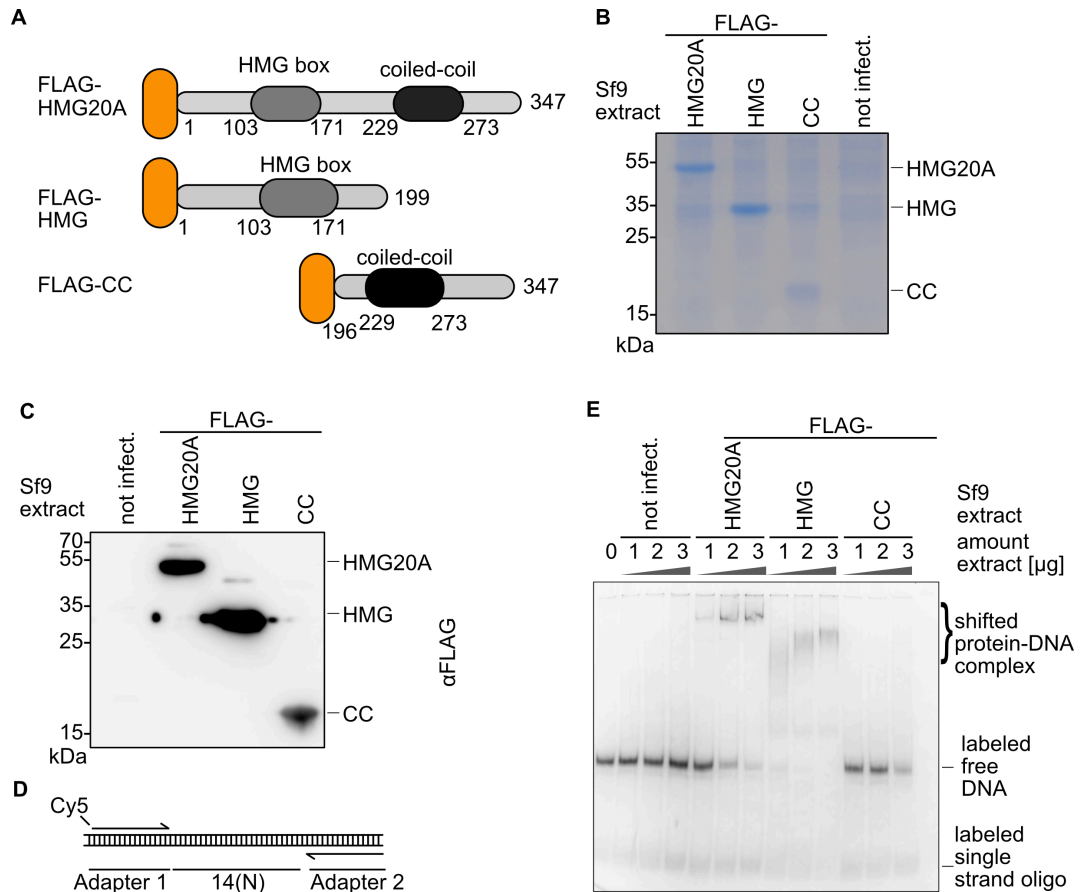 A
FLAG-
HMG20A
HMG box
coiled-coil
347
1
103
171
229
273
FLAG-
HMG
HMG box
199
1
103
171
FLAG-CC
coiled-coil
347
196
229
273
B
FLAG-
Sf9
extract
HMG20A
HMG
CC
not infect.
55
35
25
15
kDa
HMG20A
HMG
CC
C
FLAG-
Sf9
extract
not infect.
HMG20A
HMG
CC
70
55
35
25
15
kDa
HMG20A
HMG
CC
αFLAG
D
Cy5
Adapter 1
14(N)
Adapter 2
E
FLAG-
not infect.
HMG20A
HMG
CC
Sf9
extract
0 1 2 3 1 2 3 1 2 3 1 2 3
amount
extract [µg]
shifted
protein-DNA
complex
labeled
free
DNA
labeled
single
strand oligo